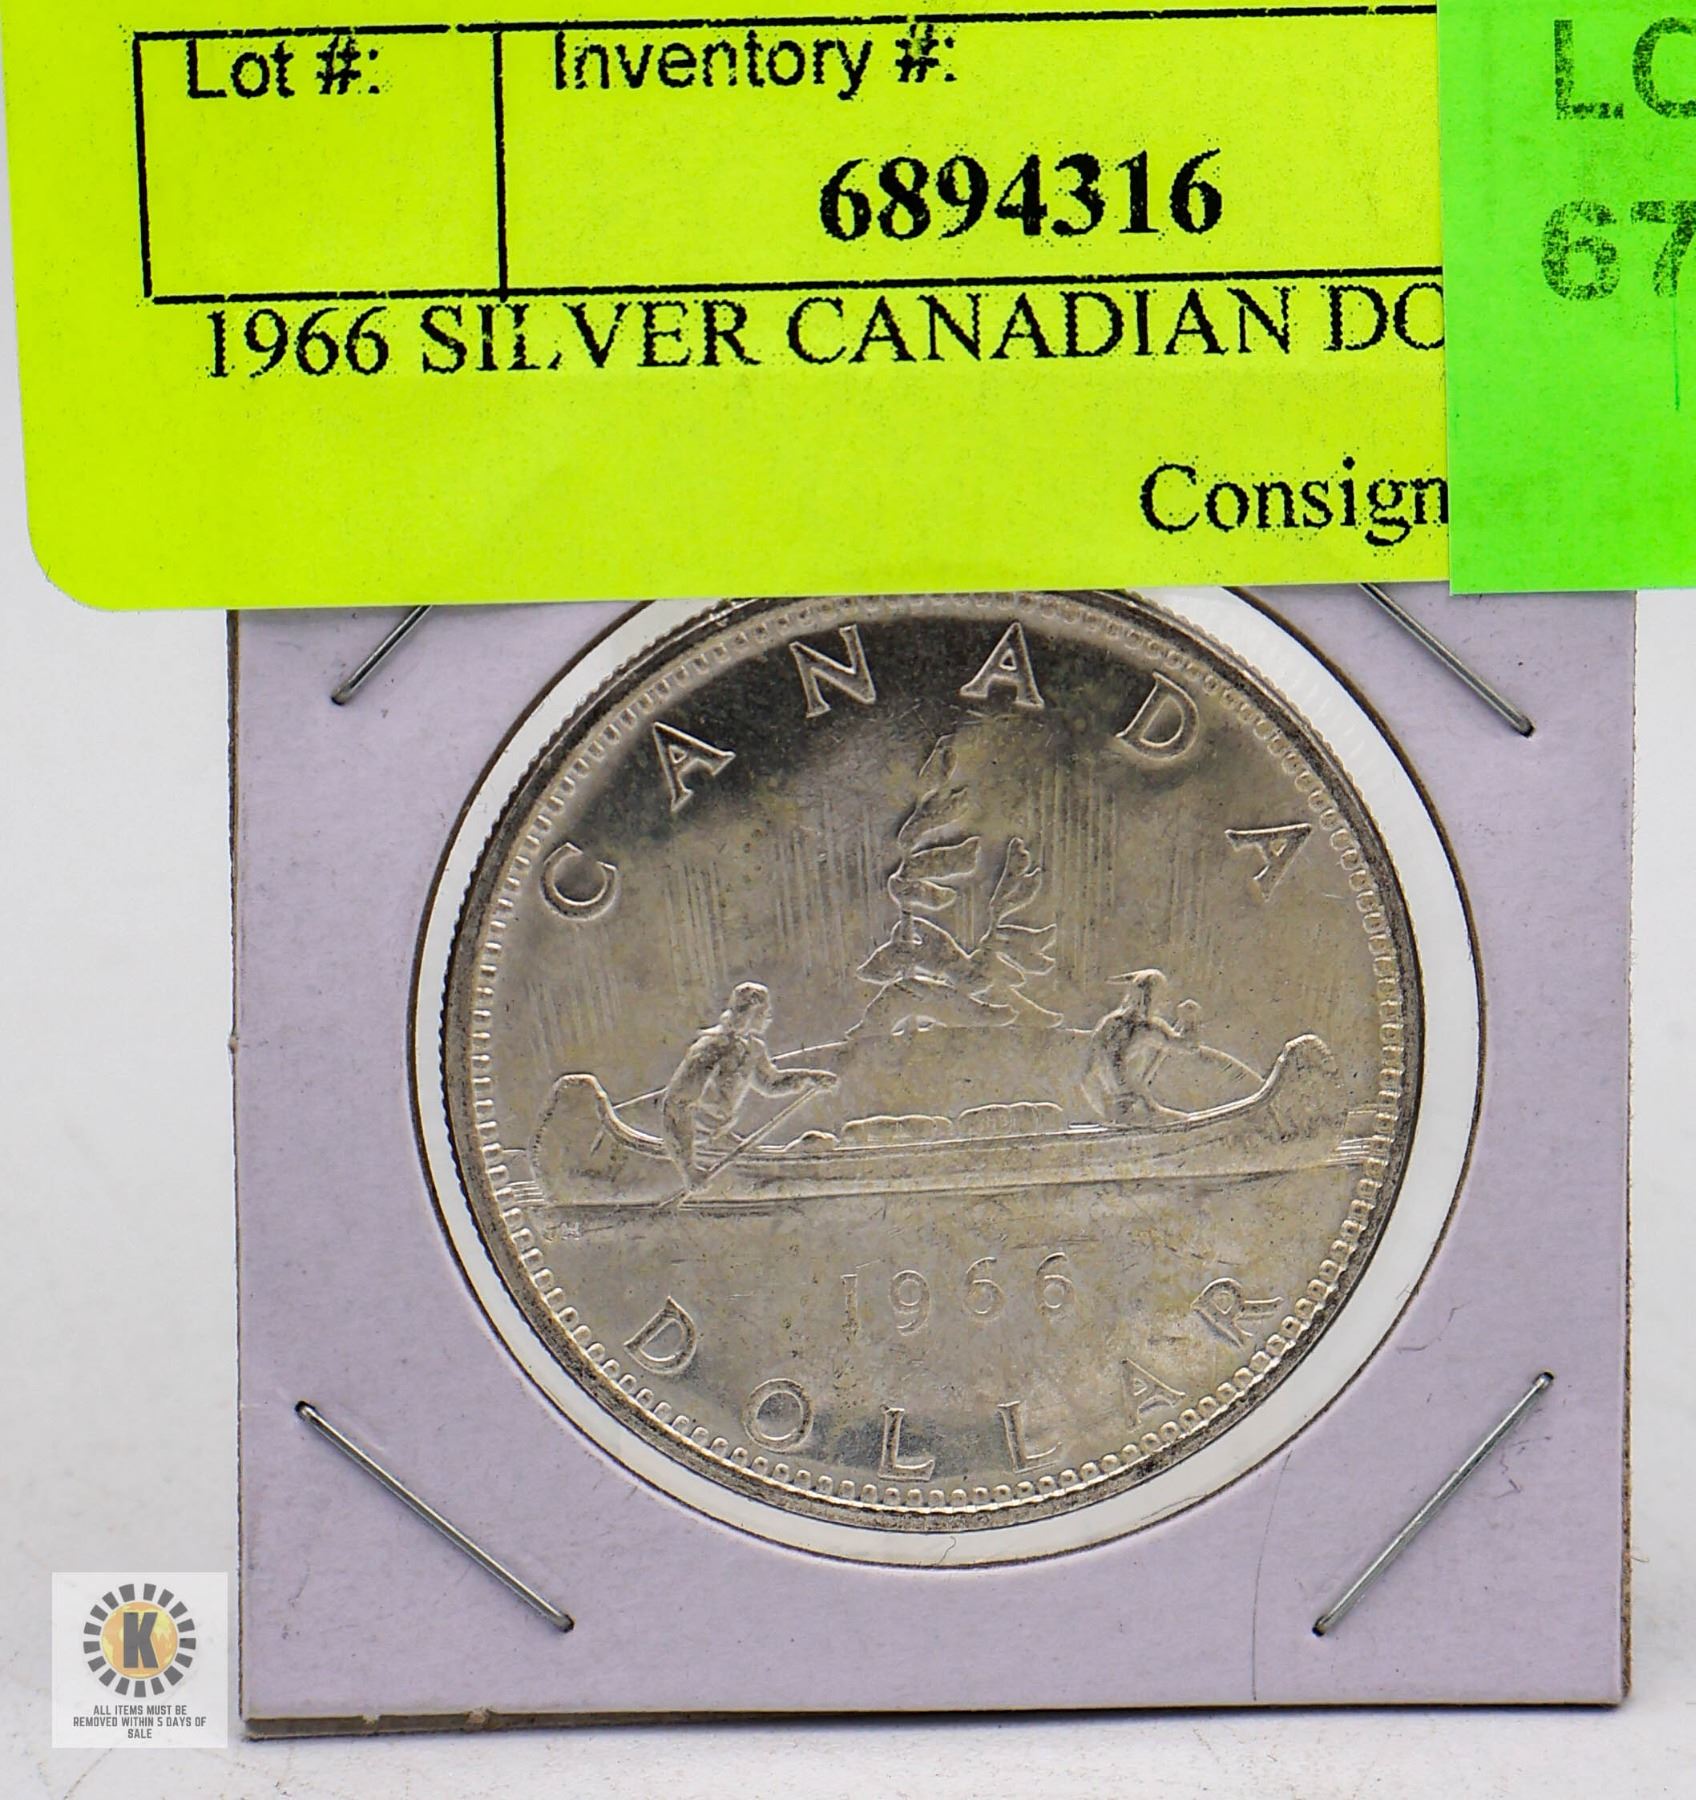 Lot #:
Inventory #:
6894316
1966 SILVER CANADIAN DO
Consign
LO
67
CANADA
JH
1966
DOLLAR
K
ALL ITEMS MUST BE
REMOVED WITHIN 5 DAYS OF
SALE